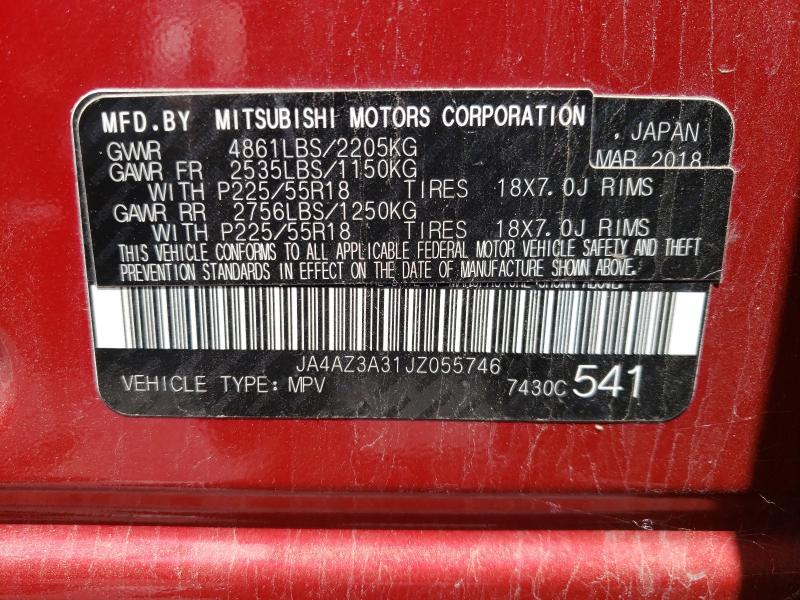 MFD.BY MITSUBISHI MOTORS CORPORATION
. JAPAN
MAR 2018
GVWR 4861LBS/2205KG
GAWR FR 2535LBS/1150KG
WITH P225/55R18 TIRES 18X7.0J RIMS
GAWR RR 2756LBS/1250KG
WITH P225/55R18 TIRES 18X7.0J RIMS
THIS VEHICLE CONFORMS TO ALL APPLICABLE FEDERAL MOTOR VEHICLE SAFETY AND THEFT
PREVENTION STANDARDS IN EFFECT ON THE DATE OF MANUFACTURE SHOWN ABOVE.
JA4AZ3A31JZ055746
VEHICLE TYPE: MPV 7430C 541